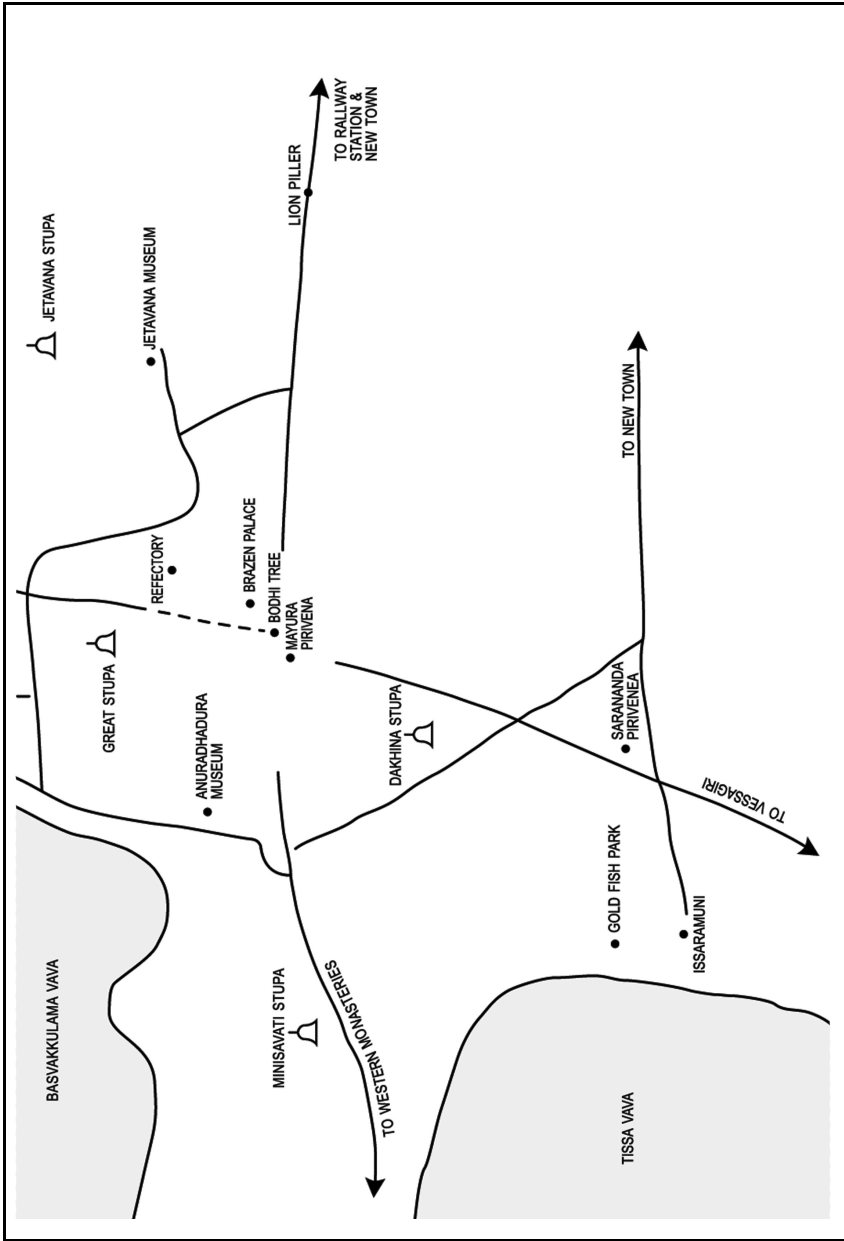 BASVAKKULAMA VAVA
JETAVANA STUPA
GREAT STUPA
JETAVANA MUSEUM
REFECTORY
ANURADHADURA
MUSEUM
BRAZEN PALACE
BODHI TREE
MINISAVATI STUPA
MAYURA
PIRIVENA
LION PILLER
TO RALLWAY
STATION &
NEW TOWN
TO WESTERN MONASTERIES
DAKHINA STUPA
GOLD FISH PARK
SARANANDA
PIRIVENEA
TISSA VAVA
TO NEW TOWN
ISSARAMUNI
TO VESSAGIRI